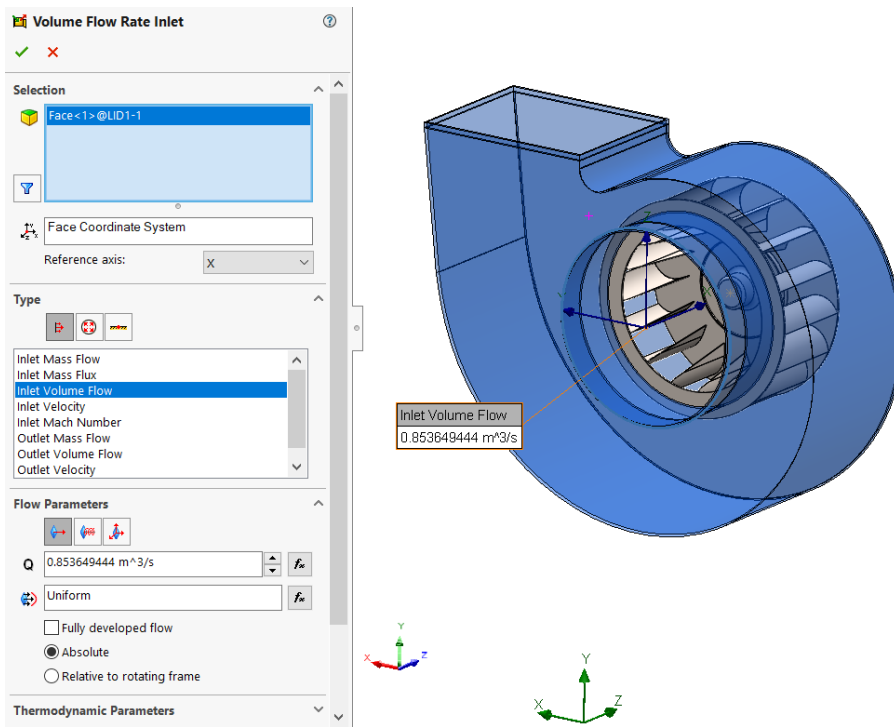 Volume Flow Rate Inlet
Selection
Face<1>@LID1-1
Face Coordinate System
Reference axis:
X
Type
Inlet Mass Flow
Inlet Mass Flux
Inlet Volume Flow
Inlet Velocity
Inlet Mach Number
Outlet Mass Flow
Outlet Volume Flow
Outlet Velocity
Flow Parameters
Q 0.853649444 m^3/s
Uniform
Fully developed flow
Absolute
Relative to rotating frame
Thermodynamic Parameters
Inlet Volume Flow
0.853649444 m^3/s
Z
Y
X
Y
X
Z
Y
X
Z